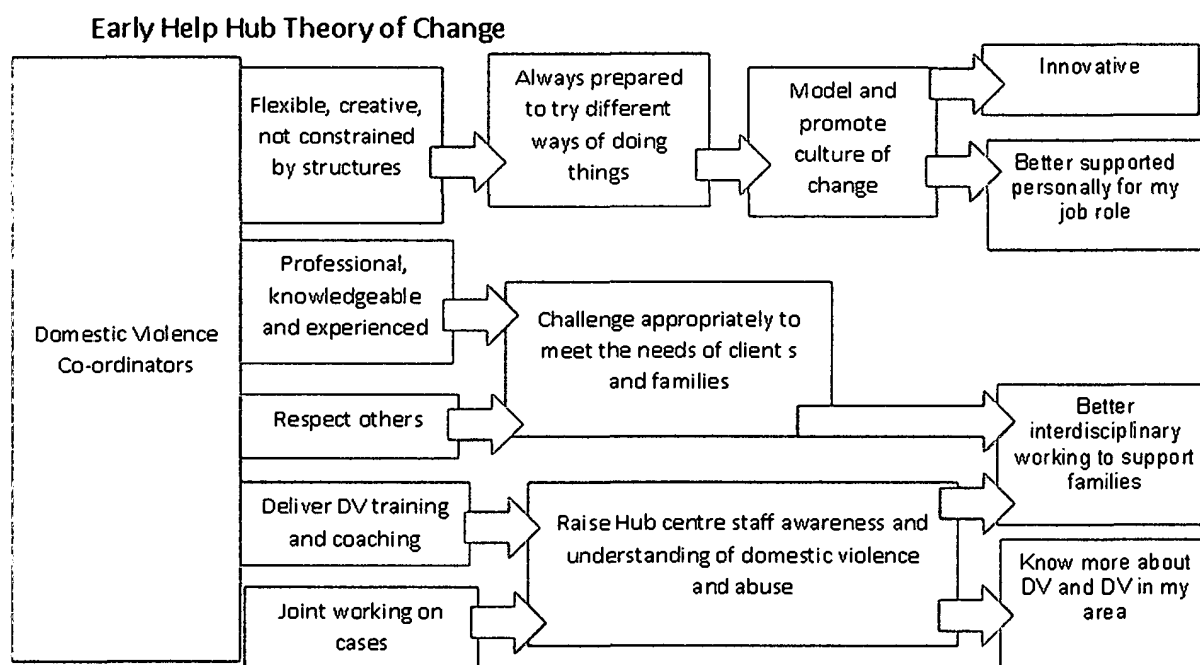 Early Help Hub Theory of Change
Domestic Violence
Co-ordinators
Flexible, creative,
not constrained
by structures
Always prepared
to try different
ways of doing
things
Model and
promote
culture of
change
Innovative
Better supported
personally for my
job role
Professional,
knowledgeable
and experienced
Challenge appropriately to
meet the needs of client s
and families
Respect others
Better
interdisciplinary
working to support
families
Deliver DV training
and coaching
Raise Hub centre staff awareness and
understanding of domestic violence
and abuse
Joint working on
cases
Know more about
DV and DV in my
area